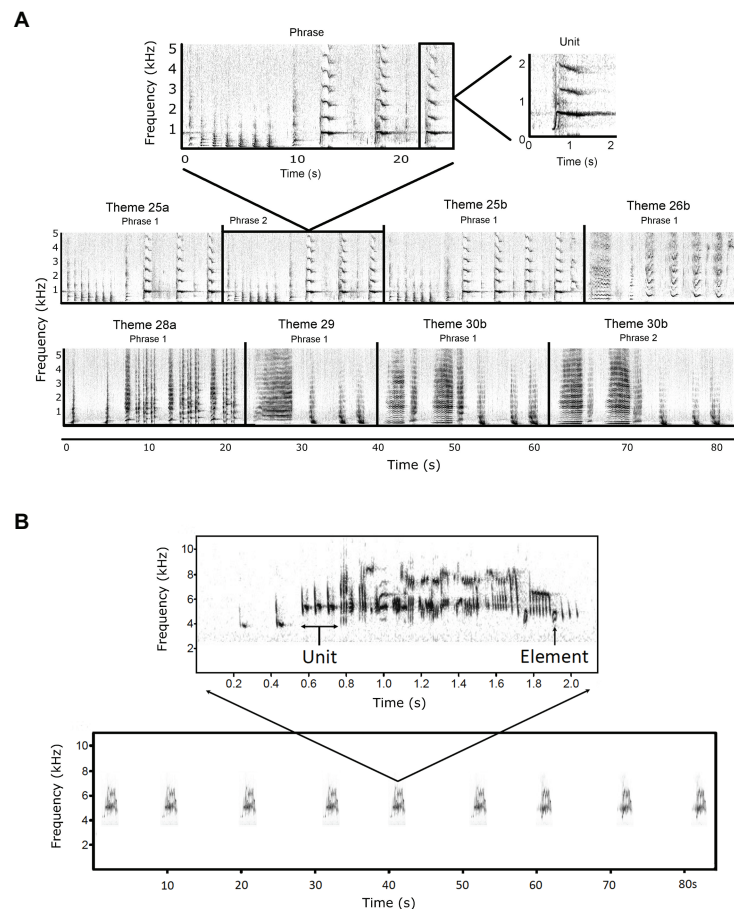 A
Phrase
Unit
Frequency (kHz)
5
4
3
2
1
0
10
20
Time (s)
2
1
0
0
1
2
Time (s)
Theme 25a
Theme 25b
Theme 26b
Phrase 1
Phrase 2
Phrase 1
Phrase 1
Frequency (kHz)
5
4
3
2
1
Theme 28a
Theme 29
Theme 30b
Theme 30b
Phrase 1
Phrase 1
Phrase 1
Phrase 2
5
4
3
2
1
0
10
20
30
40
50
60
70
80
Time (s)
B
Frequency (kHz)
10
8
6
4
2
Unit
Element
0.2
0.4
0.6
0.8
1.0
1.2
1.4
1.6
1.8
2.0
Time (s)
Frequency (kHz)
10
8
6
4
2
10
20
30
40
50
60
70
80s
Time (s)